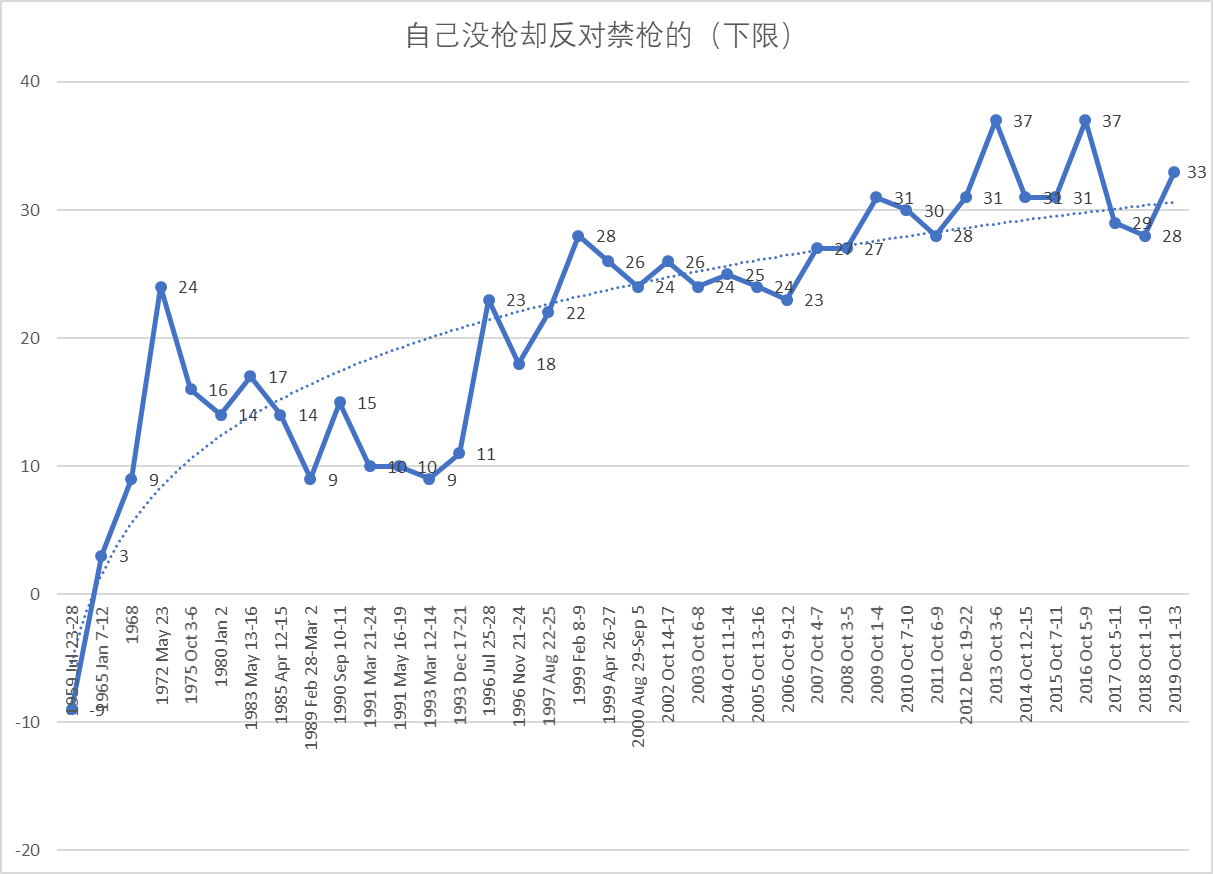 自己没枪却反对禁枪的（下限）
40
30
20
10
0
-10
-20
-9
3
9
24
16
14
17
14
9
15
10
10
9
11
23
18
22
28
26
24
26
24
25
24
23
27
27
31
30
28
31
37
31
31
37
29
28
33
1959 Jul 23-28
1965 Jan 7-12
1968
1972 May 23
1975 Oct 3-6
1980 Jan 2
1983 May 13-16
1985 Apr 12-15
1989 Feb 28-Mar 2
1990 Sep 10-11
1991 Mar 21-24
1991 May 16-19
1993 Mar 12-14
1993 Dec 17-21
1996 Jul 25-28
1996 Nov 21-24
1997 Aug 22-25
1999 Feb 8-9
1999 Apr 26-27
2000 Aug 29-Sep 5
2002 Oct 14-17
2003 Oct 6-8
2004 Oct 11-14
2005 Oct 13-16
2006 Oct 9-12
2007 Oct 4-7
2008 Oct 3-5
2009 Oct 1-4
2010 Oct 7-10
2011 Oct 6-9
2012 Dec 19-22
2013 Oct 3-6
2014 Oct 12-15
2015 Oct 7-11
2016 Oct 5-9
2017 Oct 5-11
2018 Oct 1-10
2019 Oct 1-13